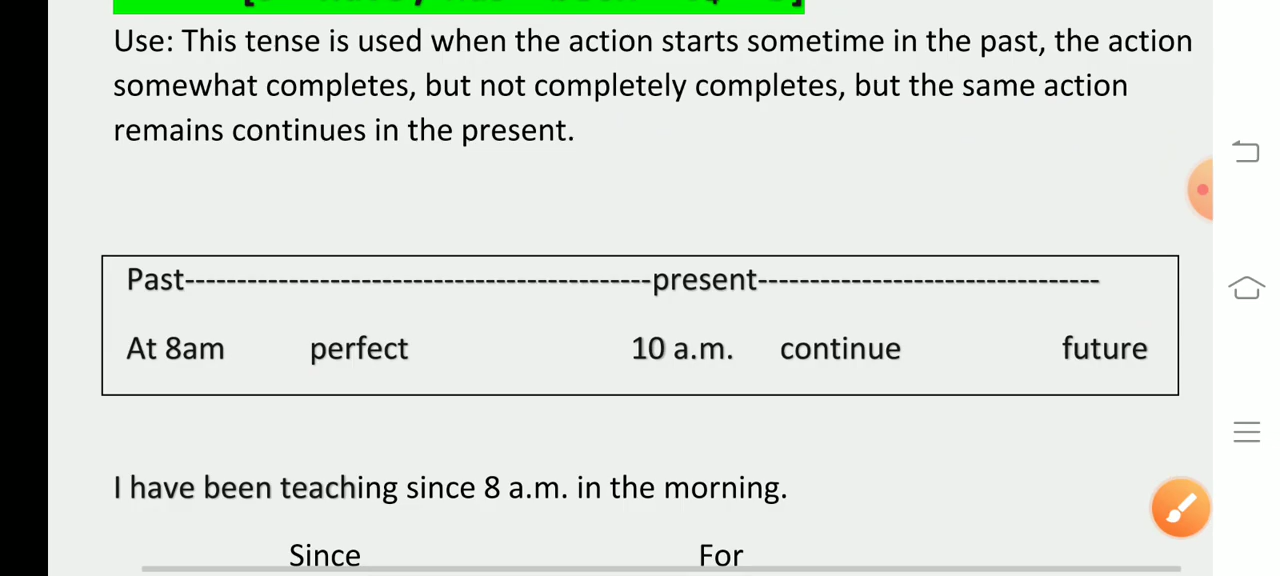 Use: This tense is used when the action starts sometime in the past, the action
somewhat completes, but not completely completes, but the same action
remains continues in the present.
Past---------------------------------------------present---------------------------------
At 8am perfect 10 a.m. continue future
I have been teaching since 8 a.m. in the morning.
Since For